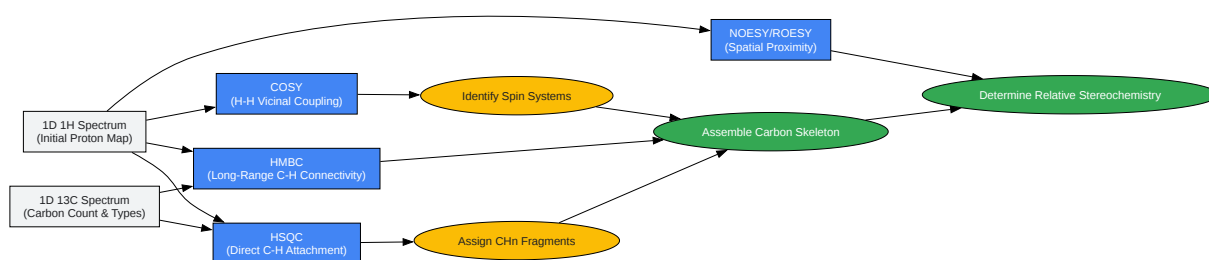 NOESY/ROESY
(Spatial Proximity)
COSY
(H-H Vicinal Coupling)
Identify Spin Systems
Determine Relative Stereochemistry
1D 1H Spectrum
(Initial Proton Map)
Assemble Carbon Skeleton
HMBC
(Long-Range C-H Connectivity)
1D 13C Spectrum
(Carbon Count & Types)
HSQC
(Direct C-H Attachment)
Assign CHn Fragments